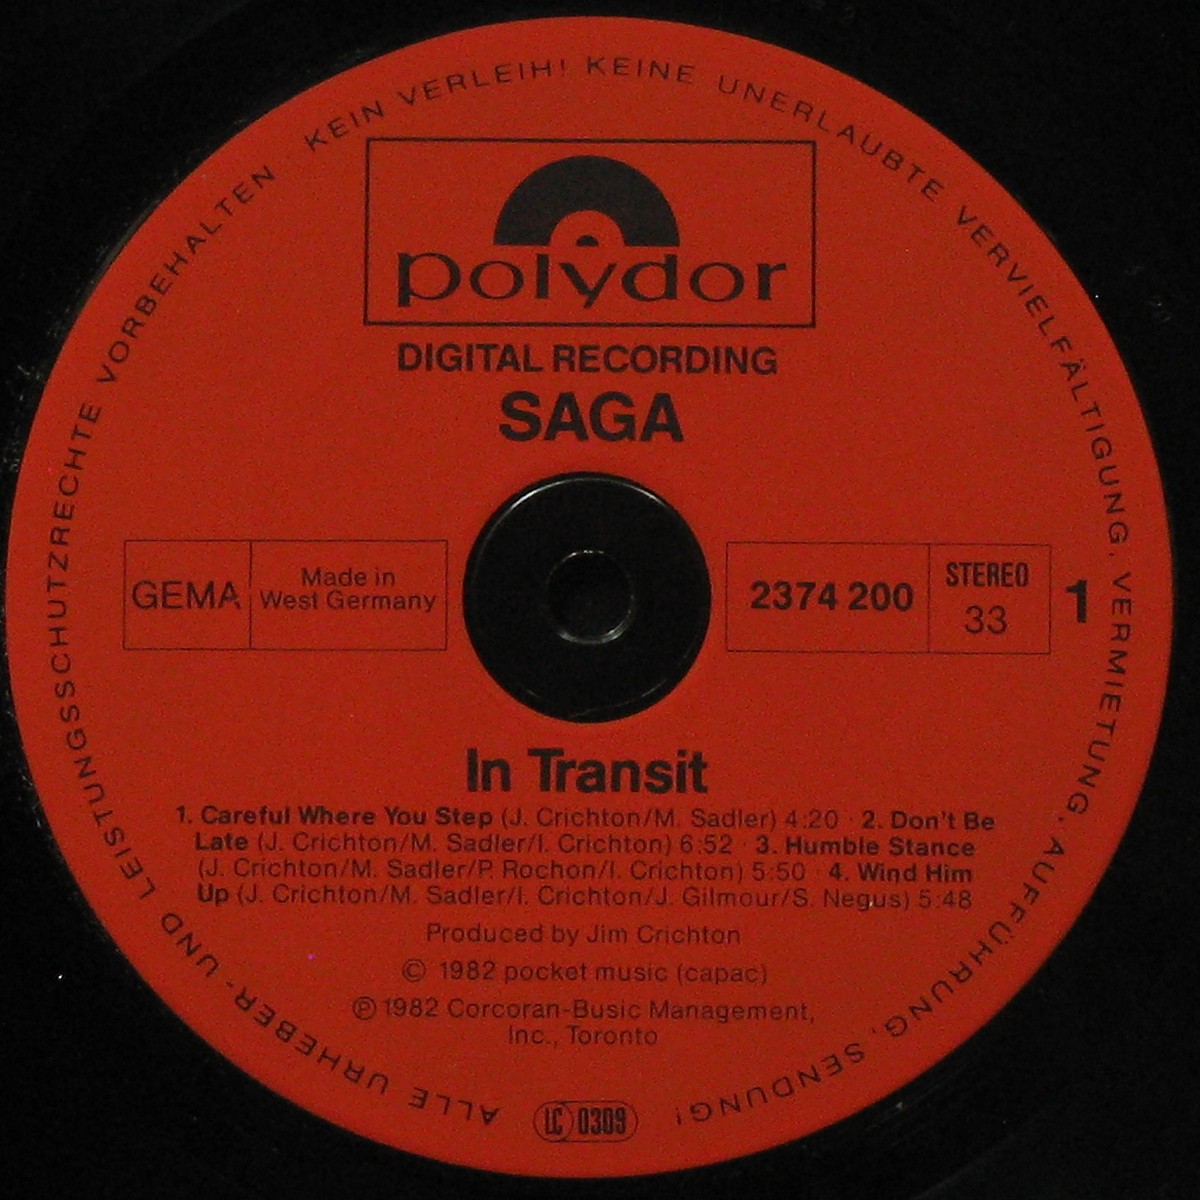 ALLE URHEBER- UND LEISTUNGSSCHUTZRECHTE VORBEHALTEN KEIN VERLEIH! KEINE UNERLAUBTE VERVIELFÄLTIGUNG, VERMIETUNG, AUFFÜHRUNG, SENDUNG!
polydor
DIGITAL RECORDING
SAGA
GEMA
Made in
West Germany
2374 200
STEREO
33
1
In Transit
1. Careful Where You Step (J. Crichton/M. Sadler) 4:20 · 2. Don't Be
Late (J. Crichton/M. Sadler/I. Crichton) 6:52 · 3. Humble Stance
(J. Crichton/M. Sadler/P. Rochon/I. Crichton) 5:50 · 4. Wind Him
Up (J. Crichton/M. Sadler/I. Crichton/J. Gilmour/S. Negus) 5:48
Produced by Jim Crichton
© 1982 pocket music (capac)
℗ 1982 Corcoran-Busic Management,
Inc., Toronto
LC 0309